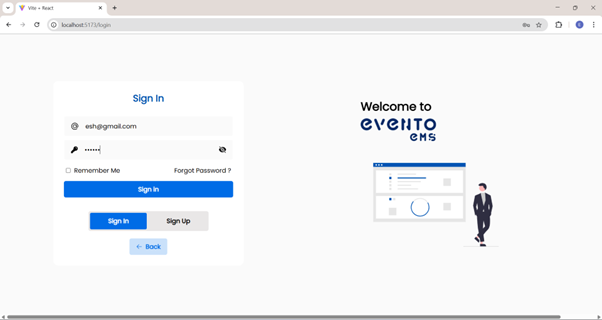 Vite + React
localhost:5173/login
Sign In
Welcome to
EVENTO
EMS
esh@gmail.com
••••••
Remember Me
Forgot Password ?
Sign in
Sign In
Sign Up
← Back